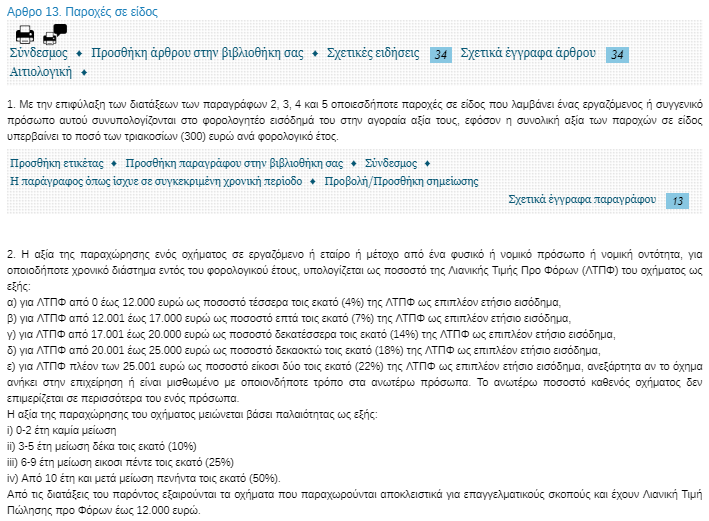 Άρθρο 13. Παροχές σε είδος
Σύνδεσμος ♦ Προσθήκη άρθρου στην βιβλιοθήκη σας ♦ Σχετικές ειδήσεις 34 Σχετικά έγγραφα άρθρου 34
Αιτιολογική ♦
1. Με την επιφύλαξη των διατάξεων των παραγράφων 2, 3, 4 και 5 οποιεσδήποτε παροχές σε είδος που λαμβάνει ένας εργαζόμενος ή συγγενικό
πρόσωπο αυτού συνυπολογίζονται στο φορολογητέο εισόδημά του στην αγοραία αξία τους, εφόσον η συνολική αξία των παροχών σε είδος
υπερβαίνει το ποσό των τριακοσίων (300) ευρώ ανά φορολογικό έτος.
Προσθήκη ετικέτας ♦ Προσθήκη παραγράφου στην βιβλιοθήκη σας ♦ Σύνδεσμος ♦
Η παράγραφος όπως ίσχυε σε συγκεκριμένη χρονική περίοδο ♦ Προβολή/Προσθήκη σημείωσης
Σχετικά έγγραφα παραγράφου 13
2. Η αξία της παραχώρησης ενός οχήματος σε εργαζόμενο ή εταίρο ή μέτοχο από ένα φυσικό ή νομικό πρόσωπο ή νομική οντότητα, για
οποιοδήποτε χρονικό διάστημα εντός του φορολογικού έτους, υπολογίζεται ως ποσοστό της Λιανικής Τιμής Προ Φόρων (ΛΤΠΦ) του οχήματος ως
εξής:
α) για ΛΤΠΦ από 0 έως 12.000 ευρώ ως ποσοστό τέσσερα τοις εκατό (4%) της ΛΤΠΦ ως επιπλέον ετήσιο εισόδημα,
β) για ΛΤΠΦ από 12.001 έως 17.000 ευρώ ως ποσοστό επτά τοις εκατό (7%) της ΛΤΠΦ ως επιπλέον ετήσιο εισόδημα,
γ) για ΛΤΠΦ από 17.001 έως 20.000 ευρώ ως ποσοστό δεκατέσσερα τοις εκατό (14%) της ΛΤΠΦ ως επιπλέον ετήσιο εισόδημα,
δ) για ΛΤΠΦ από 20.001 έως 25.000 ευρώ ως ποσοστό δεκαοκτώ τοις εκατό (18%) της ΛΤΠΦ ως επιπλέον ετήσιο εισόδημα,
ε) για ΛΤΠΦ πλέον των 25.001 ευρώ ως ποσοστό είκοσι δύο τοις εκατό (22%) της ΛΤΠΦ ως επιπλέον ετήσιο εισόδημα, ανεξάρτητα αν το όχημα
ανήκει στην επιχείρηση ή είναι μισθωμένο με οποιονδήποτε τρόπο στα ανωτέρω πρόσωπα. Το ανωτέρω ποσοστό καθενός οχήματος δεν
επιμερίζεται σε περισσότερα του ενός πρόσωπα.
Η αξία της παραχώρησης του οχήματος μειώνεται βάσει παλαιότητας ως εξής:
i) 0-2 έτη καμία μείωση
ii) 3-5 έτη μείωση δέκα τοις εκατό (10%)
iii) 6-9 έτη μείωση εικοσι πέντε τοις εκατό (25%)
iv) Από 10 έτη και μετά μείωση πενήντα τοις εκατό (50%).
Από τις διατάξεις του παρόντος εξαιρούνται τα οχήματα που παραχωρούνται αποκλειστικά για επαγγελματικούς σκοπούς και έχουν Λιανική Τιμή
Πώλησης προ Φόρων έως 12.000 ευρώ.